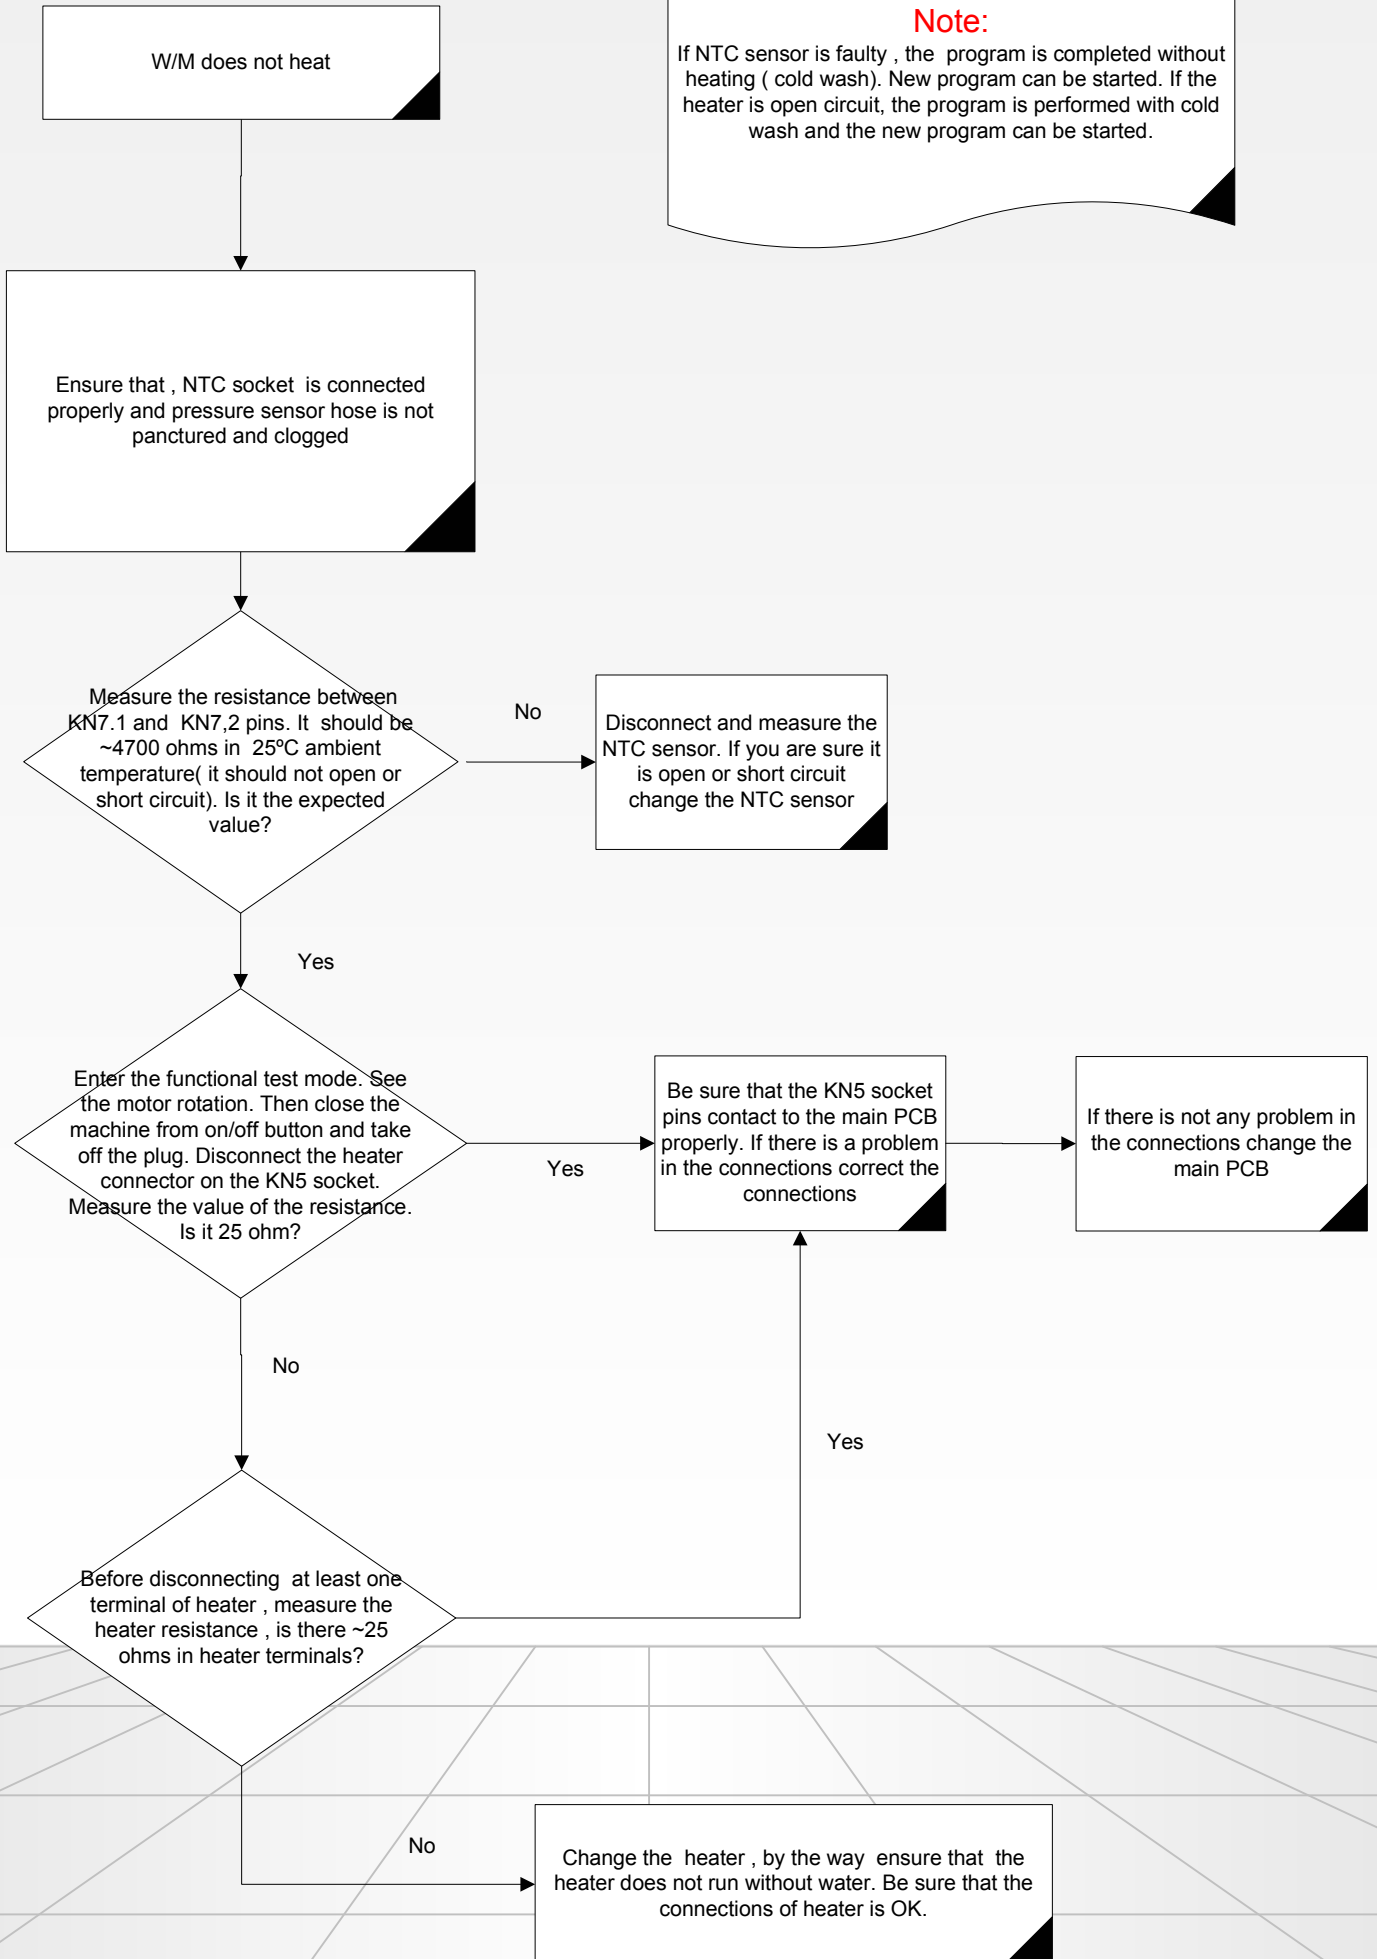 W/M does not heat
Note:
If NTC sensor is faulty , the  program is completed without
heating ( cold wash). New program can be started. If the
heater is open circuit, the program is performed with cold
wash and the new program can be started.
Ensure that , NTC socket  is connected
properly and pressure sensor hose is not
panctured and clogged
Measure the resistance between
KN7.1 and  KN7,2 pins. It  should be
~4700 ohms in  25ºC ambient
temperature( it should not open or
short circuit). Is it the expected
value?
No
Disconnect and measure the
NTC sensor. If you are sure it
is open or short circuit
change the NTC sensor
Yes
Enter the functional test mode. See
the motor rotation. Then close the
machine from on/off button and take
off the plug. Disconnect the heater
connector on the KN5 socket.
Measure the value of the resistance.
Is it 25 ohm?
Yes
Be sure that the KN5 socket
pins contact to the main PCB
properly. If there is a problem
in the connections correct the
connections
If there is not any problem in
the connections change the
main PCB
No
Yes
Before disconnecting  at least one
terminal of heater , measure the
heater resistance , is there ~25
ohms in heater terminals?
No
Change the  heater , by the way  ensure that  the
heater does not run without water. Be sure that the
connections of heater is OK.